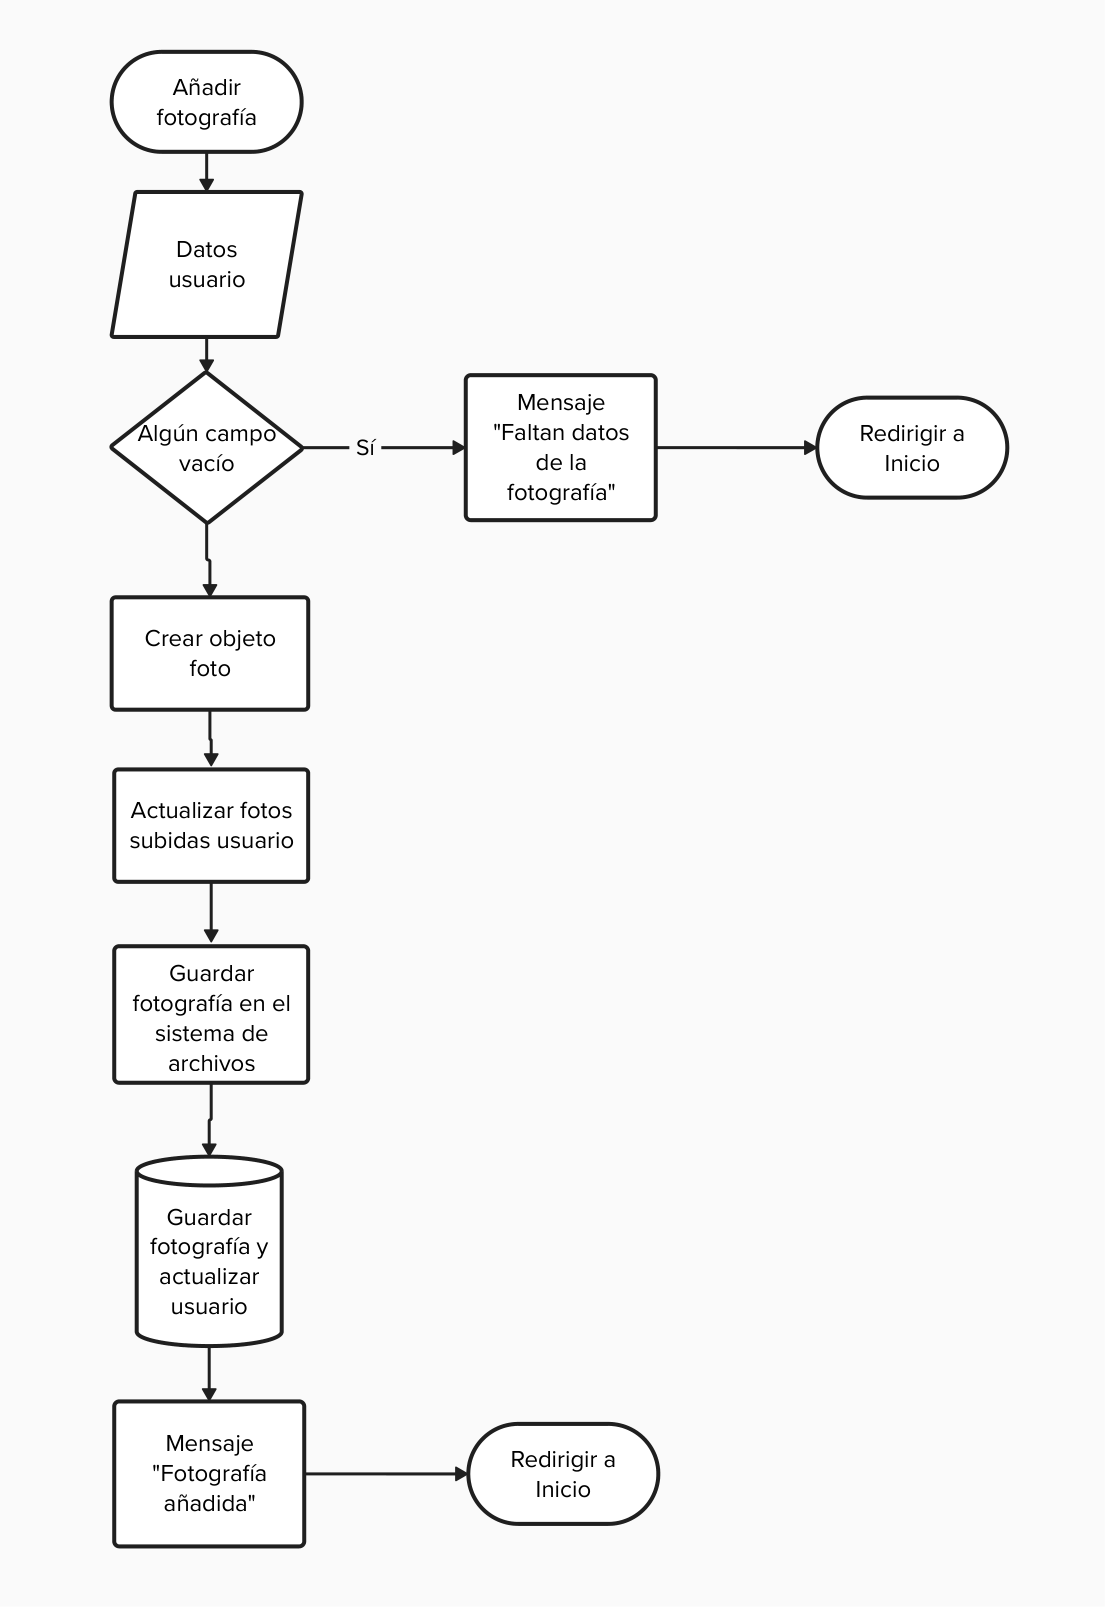 Añadir
fotografía
Datos
usuario
Algún campo
vacío
Sí
Mensaje
"Faltan datos
de la
fotografía"
Redirigir a
Inicio
Crear objeto
foto
Actualizar fotos
subidas usuario
Guardar
fotografía en el
sistema de
archivos
Guardar
fotografía y
actualizar
usuario
Mensaje
"Fotografía
añadida"
Redirigir a
Inicio